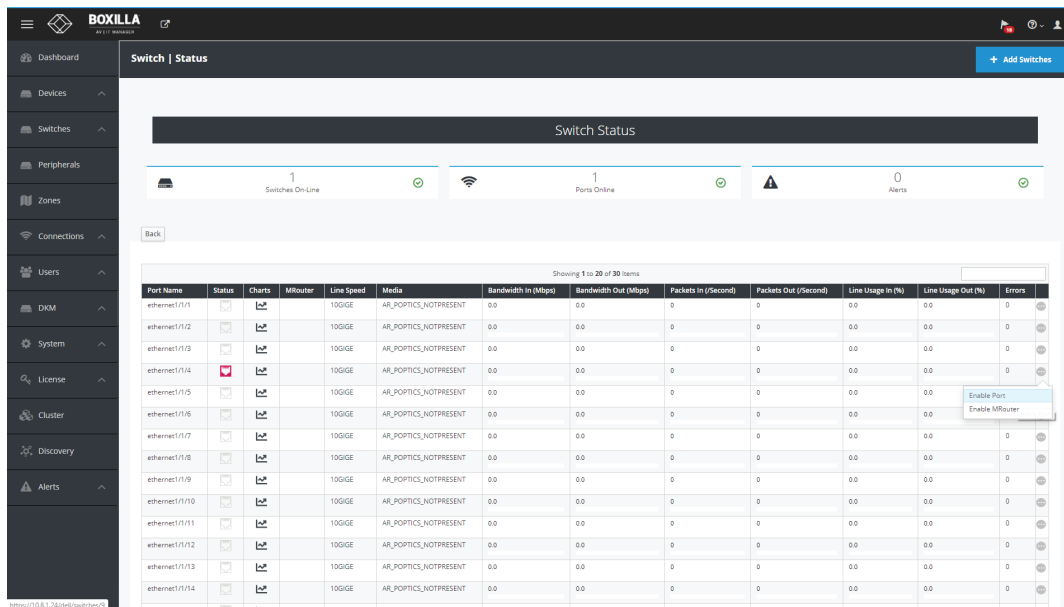 BOXILLA
AV | IT MANAGER
18
Dashboard
Switch | Status
+ Add Switches
Devices
Switches
Peripherals
Zones
Connections
Users
DKM
System
License
Cluster
Discovery
Alerts
Switch Status
1
Switches On-Line
1
Ports Online
0
Alerts
Back
Showing 1 to 20 of 30 Items
Port Name Status Charts MRouter Line Speed Media Bandwidth In (Mbps) Bandwidth Out (Mbps) Packets In (/Second) Packets Out (/Second) Line Usage In (%) Line Usage Out (%) Errors
ethernet1/1/1 10GIGE AR_POPTICS_NOTPRESENT 0.0 0.0 0 0 0.0 0.0 0
ethernet1/1/2 10GIGE AR_POPTICS_NOTPRESENT 0.0 0.0 0 0 0.0 0.0 0
ethernet1/1/3 10GIGE AR_POPTICS_NOTPRESENT 0.0 0.0 0 0 0.0 0.0 0
ethernet1/1/4 10GIGE AR_POPTICS_NOTPRESENT 0.0 0.0 0 0 0.0 0.0 0
ethernet1/1/5 10GIGE AR_POPTICS_NOTPRESENT 0.0 0.0 0 0 0.0 0.0
Enable Port
Enable MRouter
ethernet1/1/6 10GIGE AR_POPTICS_NOTPRESENT 0.0 0.0 0 0 0.0 0.0
ethernet1/1/7 10GIGE AR_POPTICS_NOTPRESENT 0.0 0.0 0 0 0.0 0.0 0
ethernet1/1/8 10GIGE AR_POPTICS_NOTPRESENT 0.0 0.0 0 0 0.0 0.0 0
ethernet1/1/9 10GIGE AR_POPTICS_NOTPRESENT 0.0 0.0 0 0 0.0 0.0 0
ethernet1/1/10 10GIGE AR_POPTICS_NOTPRESENT 0.0 0.0 0 0 0.0 0.0 0
ethernet1/1/11 10GIGE AR_POPTICS_NOTPRESENT 0.0 0.0 0 0 0.0 0.0 0
ethernet1/1/12 10GIGE AR_POPTICS_NOTPRESENT 0.0 0.0 0 0 0.0 0.0 0
ethernet1/1/13 10GIGE AR_POPTICS_NOTPRESENT 0.0 0.0 0 0 0.0 0.0 0
ethernet1/1/14 10GIGE AR_POPTICS_NOTPRESENT 0.0 0.0 0 0 0.0 0.0 0
https://10.8.1.24/dell/switches/9